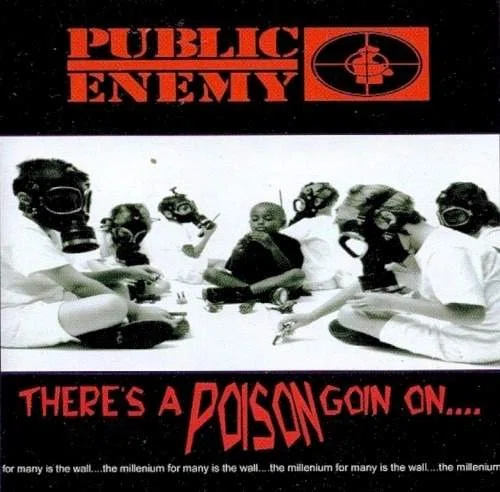 PUBLIC
ENEMY
THERE'S A POISON GOIN ON....
for many is the wall....the millenium for many is the wall....the millenium for many is the wall....the millenium